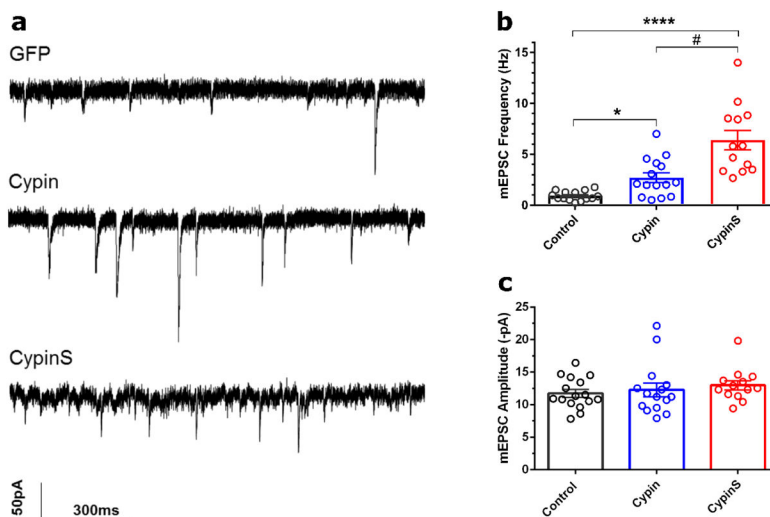 a
GFP
Cypin
CypinS
50pA
300ms
b
****
#
*
mEPSC Frequency (Hz)
15
10
5
0
Control
Cypin
CypinS
c
mEPSC Amplitude (-pA)
25
20
15
10
5
0
Control
Cypin
CypinS